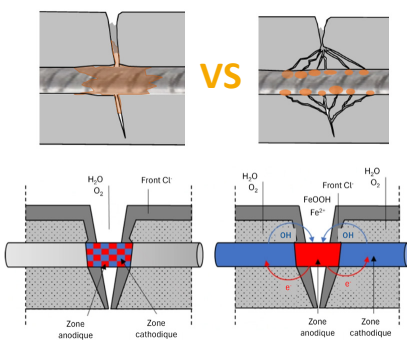 VS
H₂O
O₂
Front Cl⁻
Zone
anodique
Zone
cathodique
H₂O
O₂
FeOOH
Fe²⁺
Front Cl⁻
H₂O
O₂
OH
OH
e⁻
e⁻
Zone
anodique
Zone
cathodique